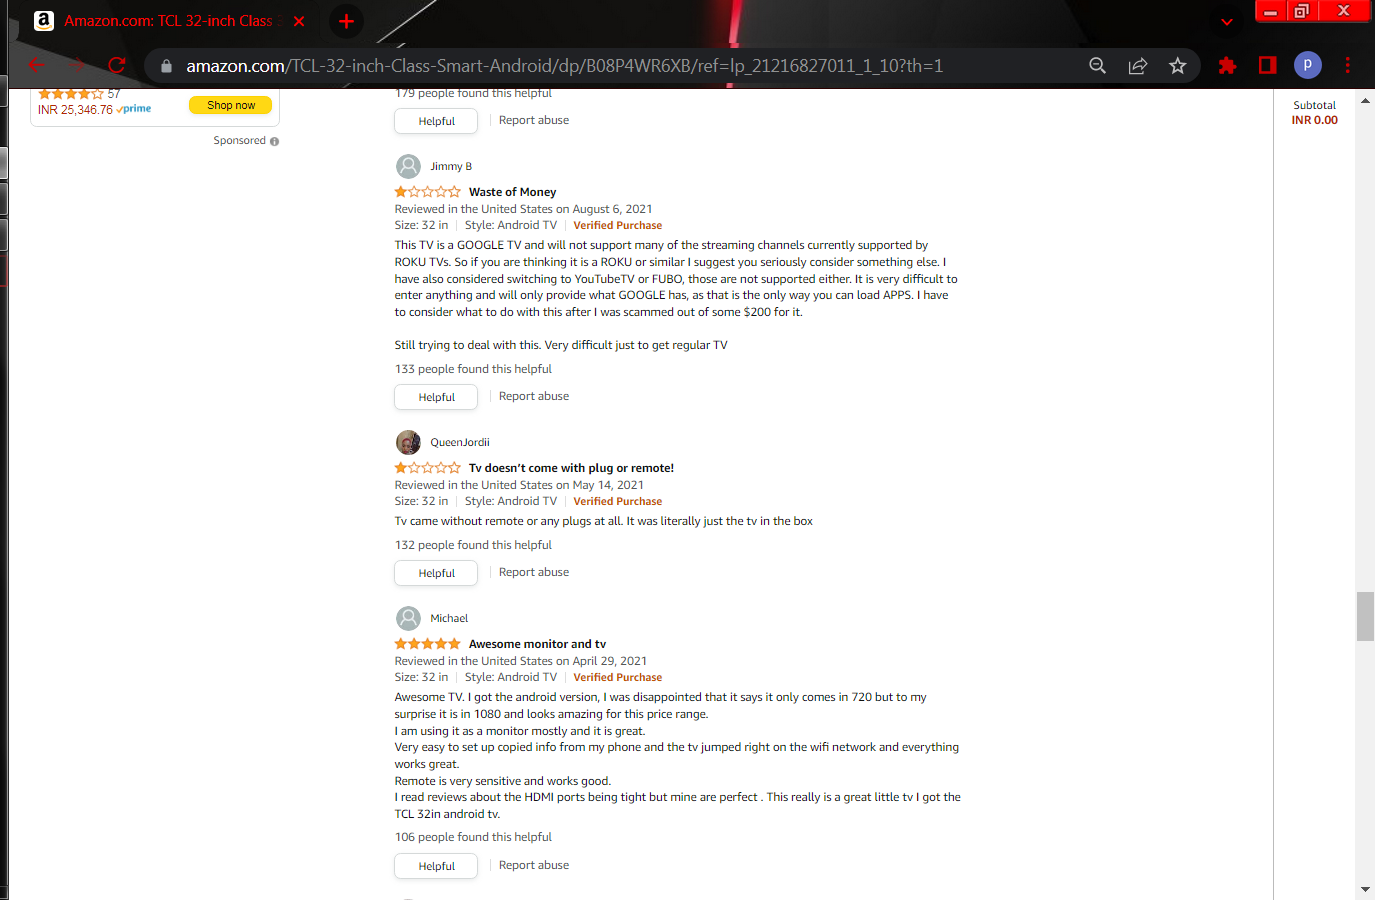 Amazon.com: TCL 32-inch Class
amazon.com/TCL-32-inch-Class-Smart-Android/dp/B08P4WR6XB/ref=lp_21216827011_1_10?th=1
P
57
INR 25,346.76 prime
Shop now
Sponsored
Subtotal
INR 0.00
179 people found this helpful
Helpful
Report abuse
Jimmy B
Waste of Money
Reviewed in the United States on August 6, 2021
Size: 32 in | Style: Android TV | Verified Purchase
This TV is a GOOGLE TV and will not support many of the streaming channels currently supported by
ROKU TVs. So if you are thinking it is a ROKU or similar I suggest you seriously consider something else. I
have also considered switching to YouTubeTV or FUBO, those are not supported either. It is very difficult to
enter anything and will only provide what GOOGLE has, as that is the only way you can load APPS. I have
to consider what to do with this after I was scammed out of some $200 for it.
Still trying to deal with this. Very difficult just to get regular TV
133 people found this helpful
Helpful
Report abuse
QueenJordii
Tv doesn’t come with plug or remote!
Reviewed in the United States on May 14, 2021
Size: 32 in | Style: Android TV | Verified Purchase
Tv came without remote or any plugs at all. It was literally just the tv in the box
132 people found this helpful
Helpful
Report abuse
Michael
Awesome monitor and tv
Reviewed in the United States on April 29, 2021
Size: 32 in | Style: Android TV | Verified Purchase
Awesome TV. I got the android version, I was disappointed that it says it only comes in 720 but to my
surprise it is in 1080 and looks amazing for this price range.
I am using it as a monitor mostly and it is great.
Very easy to set up copied info from my phone and the tv jumped right on the wifi network and everything
works great.
Remote is very sensitive and works good.
I read reviews about the HDMI ports being tight but mine are perfect . This really is a great little tv I got the
TCL 32in android tv.
106 people found this helpful
Helpful
Report abuse